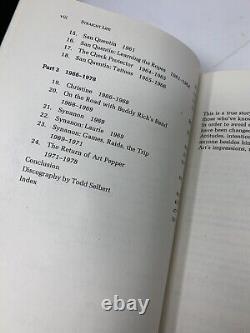 VIII STRAIGHT LIFE
15. San Quentin 1961
16. San Quentin: Learning the Ropes
17. The Check Protector 1964-1965
San Quentin: Tattoos 1965-1966
Part 3 1966-1978
18. Christine 1966-1968
20. On the Road with Buddy Rich's Band
1968-1969
21. Synanon 1969
22. Synanon: Laurie 1969
23. Synanon: Games, Raids, the Trip
1969-1971
24. The Return of Art Pepper
1971-1978
Conclusion
Discography by Todd Selbert
Index
This is a true story
those who've known
In order to avoid
have been changed
Attitudes, intention
anyone besides him
Art's impressions,
ebay